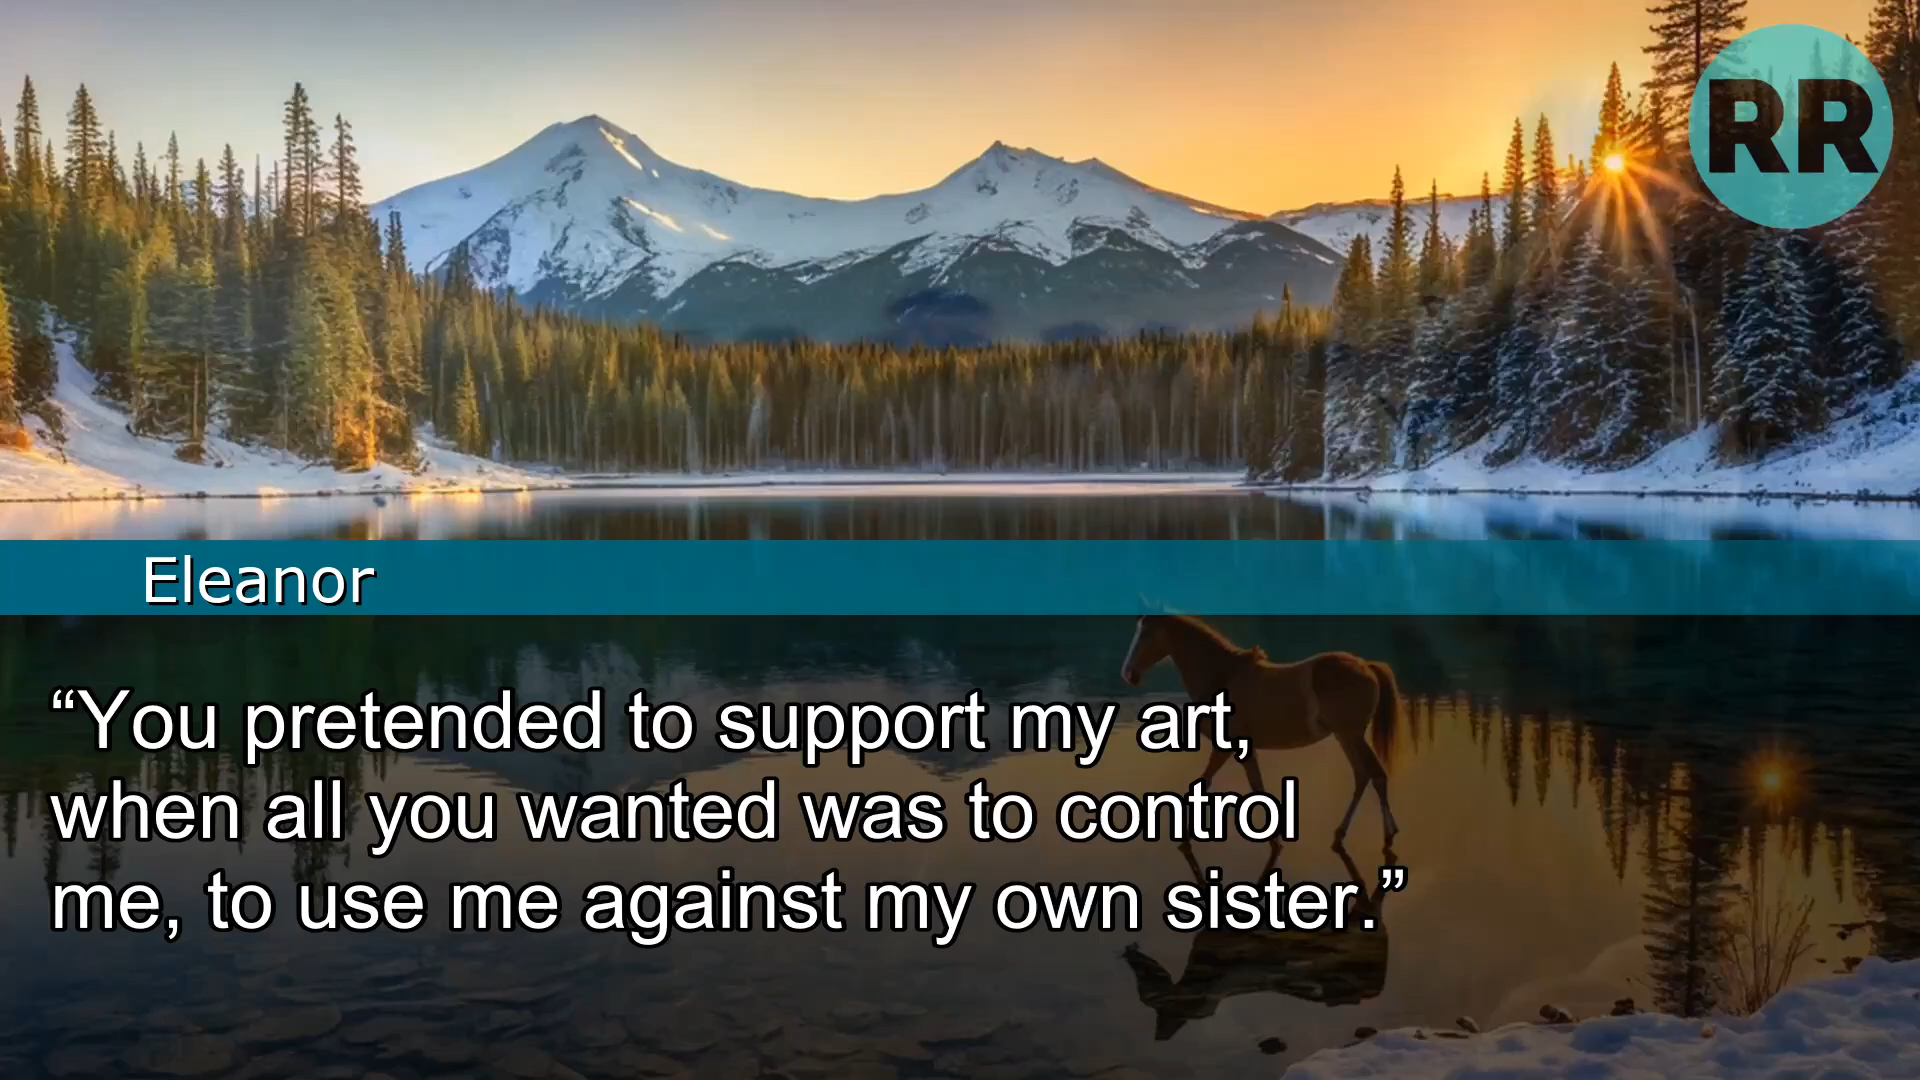 RR
Eleanor
“You pretended to support my art,
when all you wanted was to control
me, to use me against my own sister.”